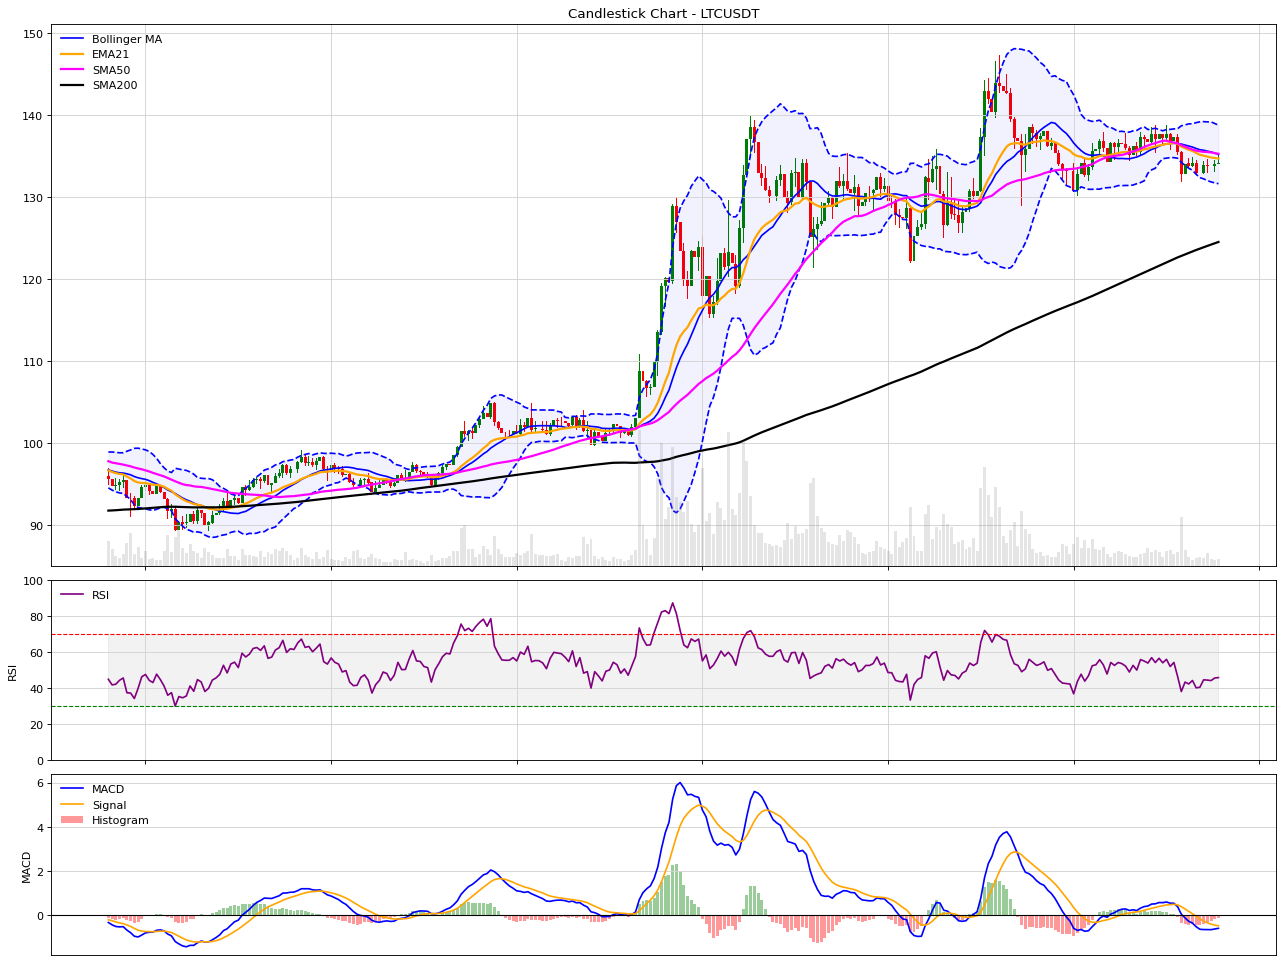 Candlestick Chart - LTCUSDT
Bollinger MA
EMA21
SMA50
SMA200
150
140
130
120
110
100
90
RSI
100
80
60
40
20
0
RSI
MACD
Signal
Histogram
6
4
2
0
MACD